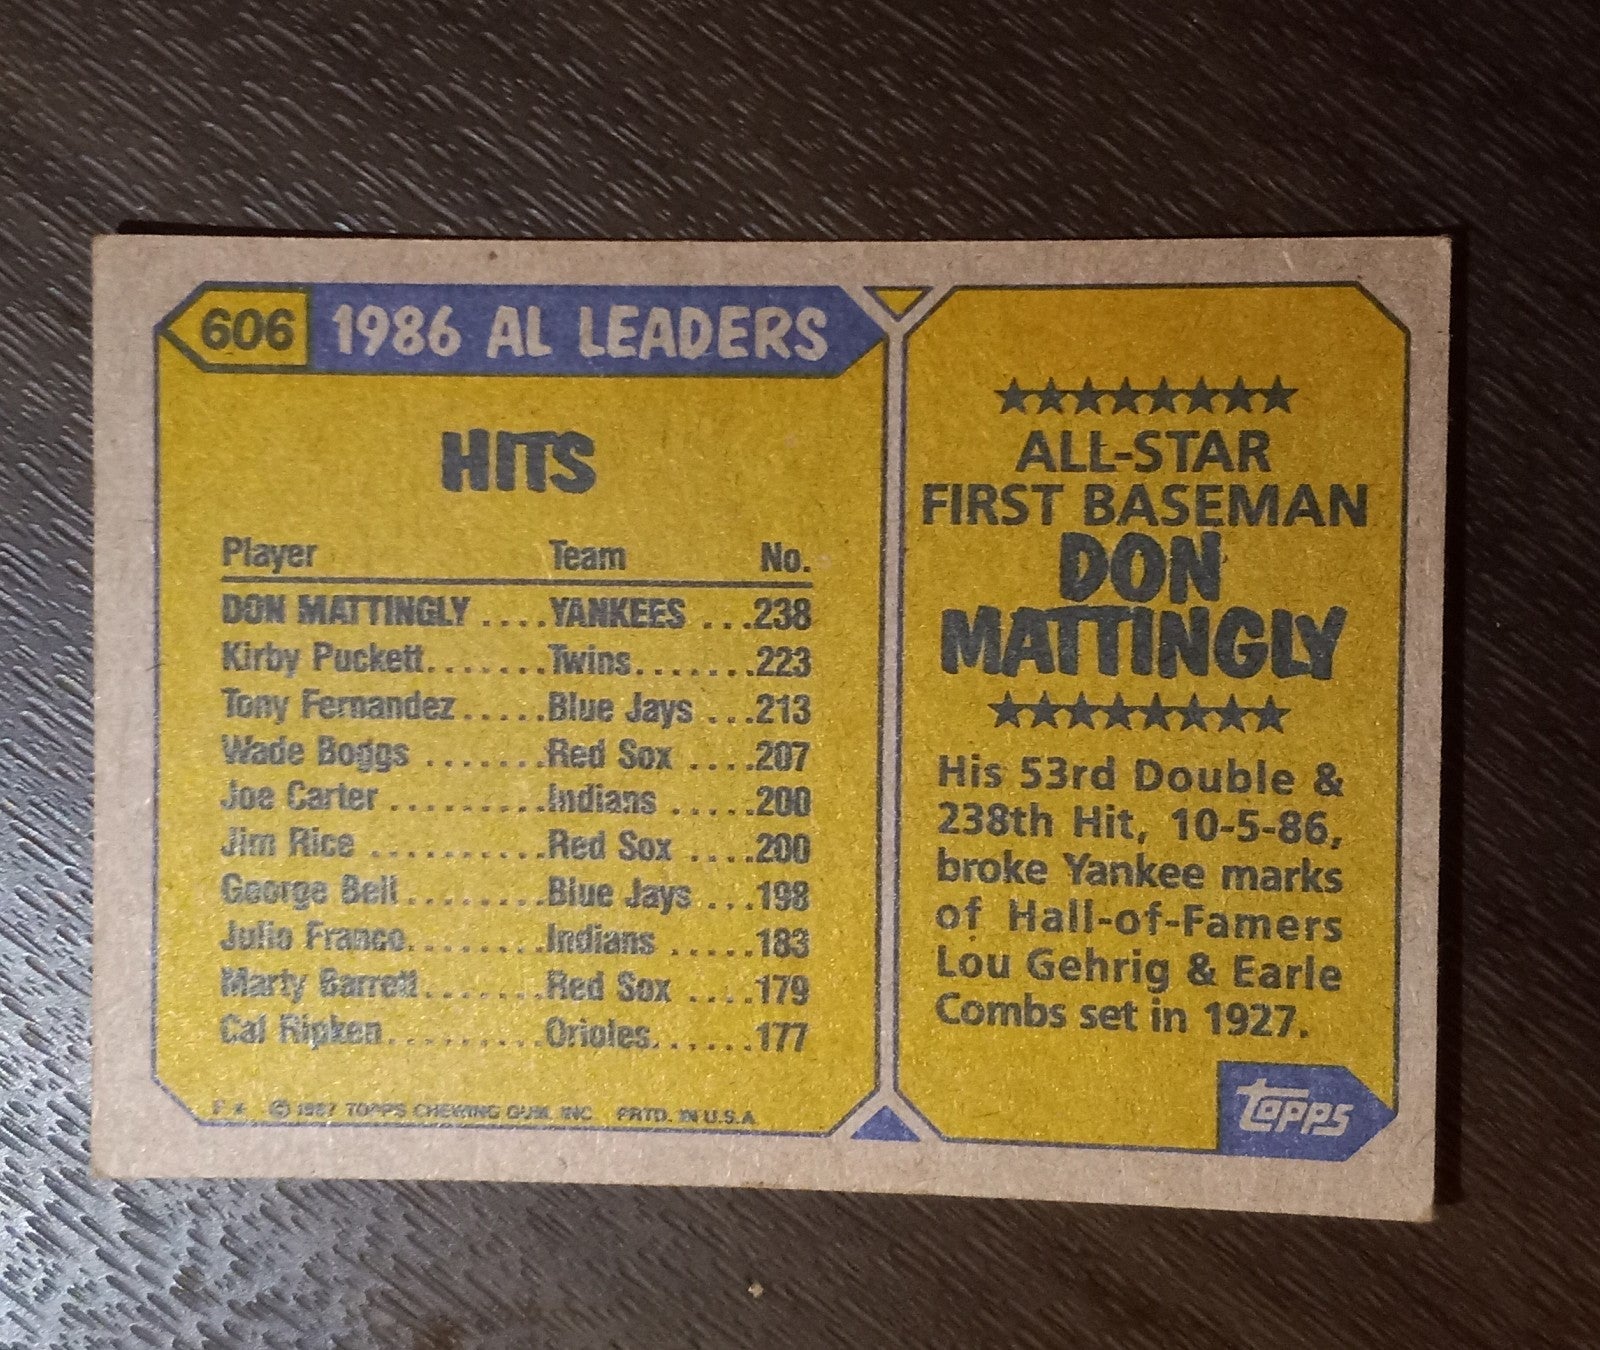 606 1986 AL LEADERS
HITS
Player Team No.
DON MATTINGLY ....YANKEES ...238
Kirby Puckett.......Twins.......223
Tony Fernandez.....Blue Jays ...213
Wade Boggs .......Red Sox ....207
Joe Carter .........Indians .....200
Jim Rice ..........Red Sox ....200
George Bell ........Blue Jays ...198
Julio Franco........Indians .....183
Marty Barrett.......Red Sox ....179
Cal Ripken.........Orioles......177
© 1987 TOPPS CHEWING GUM, INC. PRTD. IN U.S.A.
★★★★★★★★
ALL-STAR
FIRST BASEMAN
DON
MATTINGLY
★★★★★★★★
His 53rd Double &
238th Hit, 10-5-86,
broke Yankee marks
of Hall-of-Famers
Lou Gehrig & Earle
Combs set in 1927.
topps